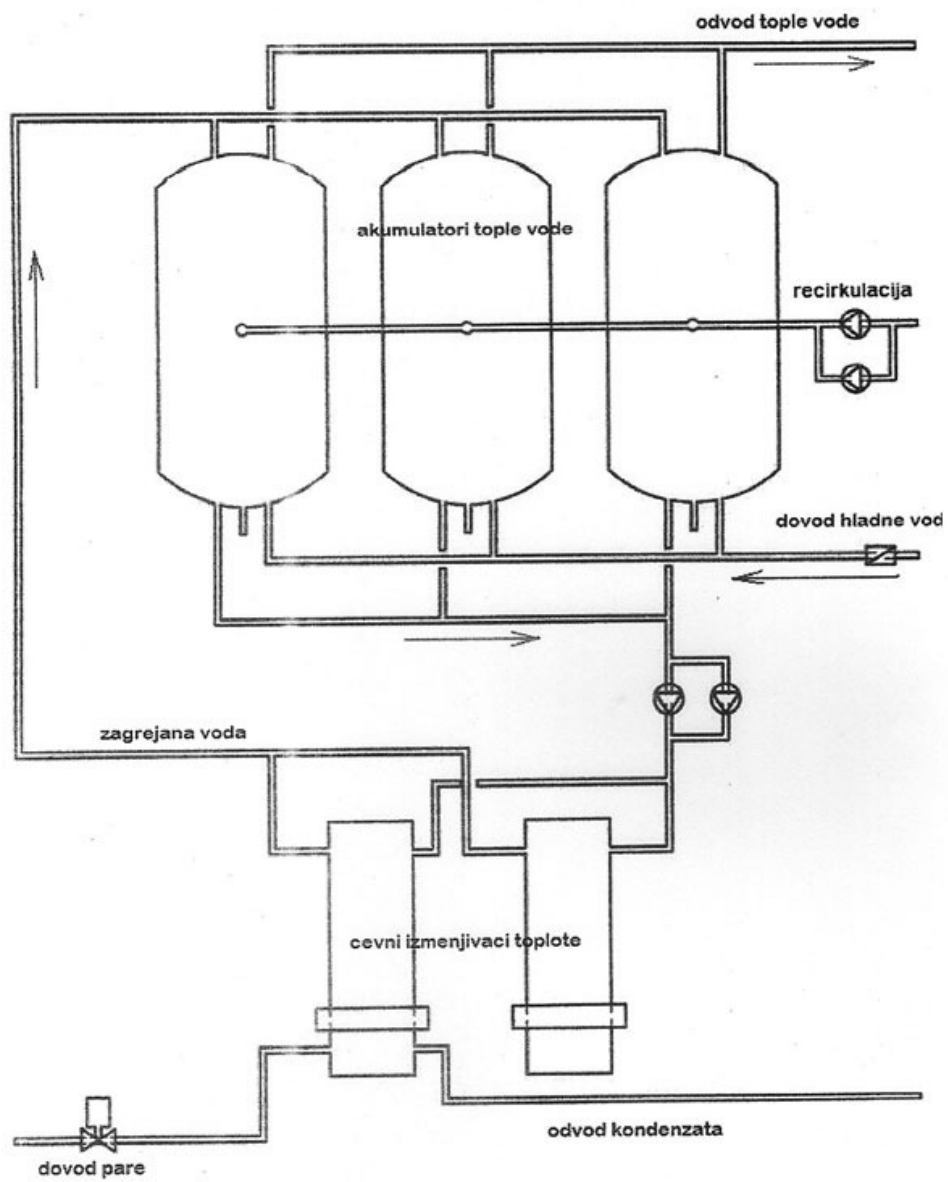 odvod tople vode
akumulatori tople vode
recirkulacija
dovod hladne vod
zagrejana voda
cevni izmenjivaci toplote
odvod kondenzata
dovod pare